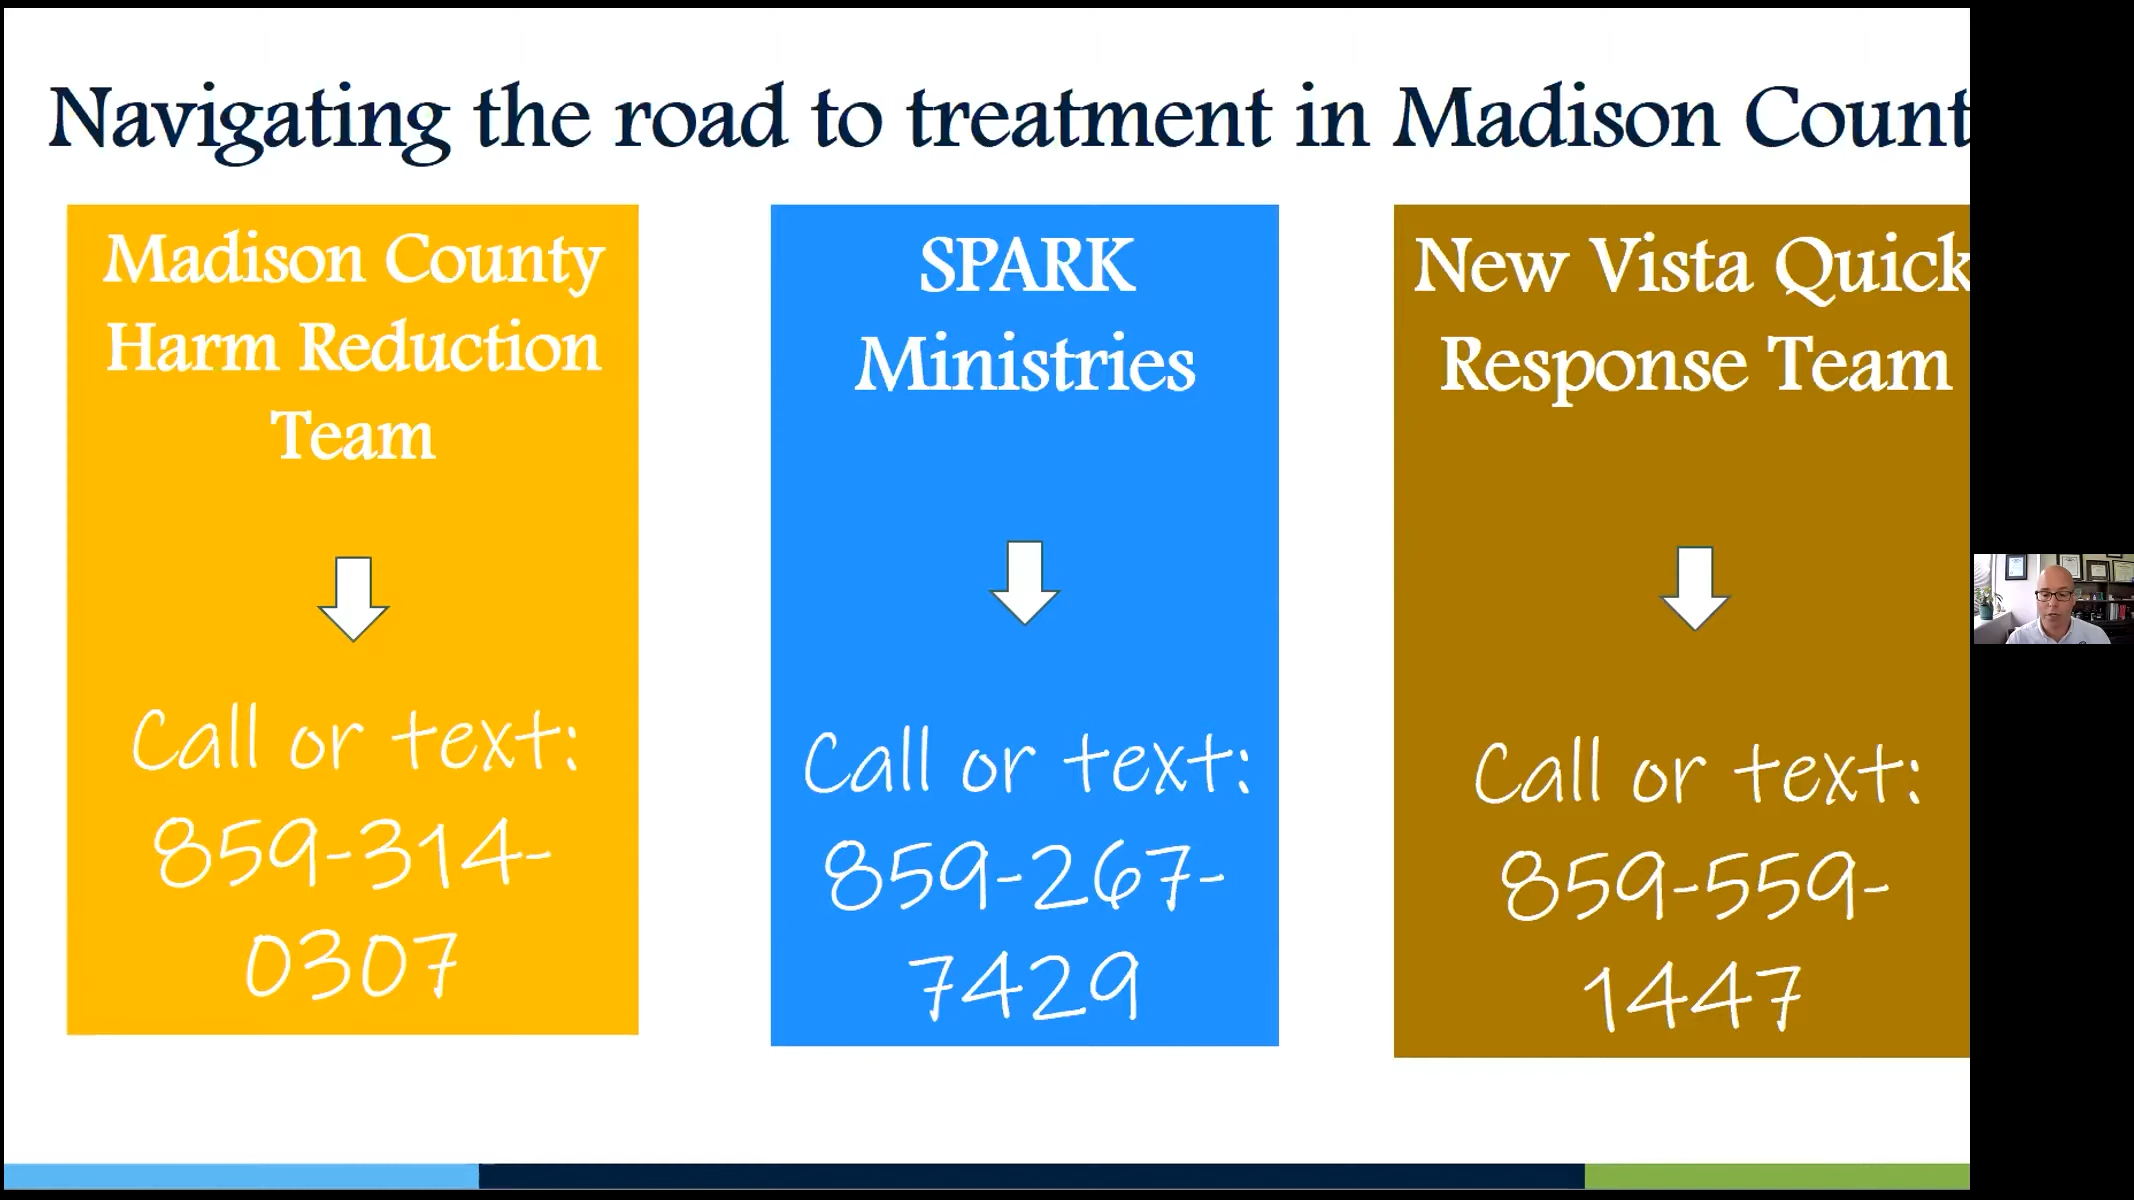 Navigating the road to treatment in Madison Count
Madison County
Harm Reduction
Team
Call or text:
859-314-
0307
SPARK
Ministries
Call or text:
859-267-
7429
New Vista Quick
Response Team
Call or text:
859-559-
1447